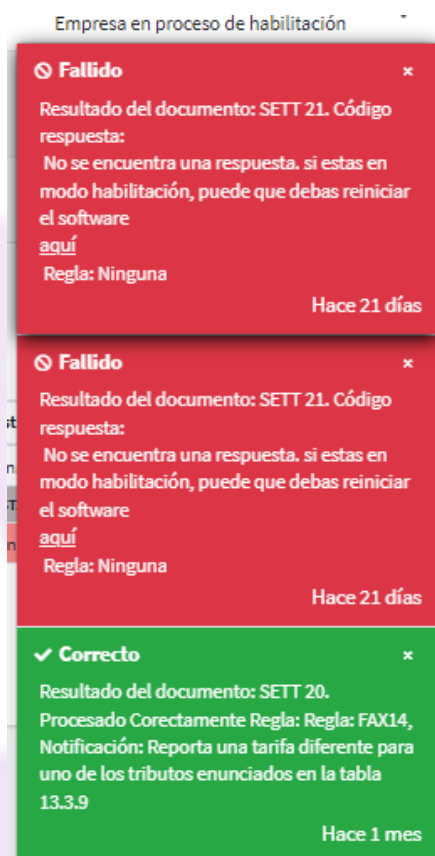 Empresa en proceso de habilitación
Fallido ×
Resultado del documento: SETT 21. Código
respuesta:
No se encuentra una respuesta. si estas en
modo habilitación, puede que debas reiniciar
el software
aquí
Regla: Ninguna
Hace 21 días
Fallido ×
Resultado del documento: SETT 21. Código
respuesta:
No se encuentra una respuesta. si estas en
modo habilitación, puede que debas reiniciar
el software
aquí
Regla: Ninguna
Hace 21 días
Correcto ×
Resultado del documento: SETT 20.
Procesado Corectamente Regla: Regla: FAX14,
Notificación: Reporta una tarifa diferente para
uno de los tributos enunciados en la tabla
13.3.9
Hace 1 mes